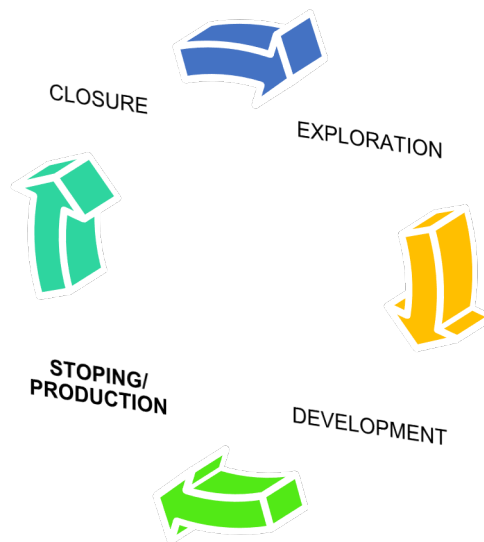 CLOSURE
EXPLORATION
STOPING/
PRODUCTION
DEVELOPMENT